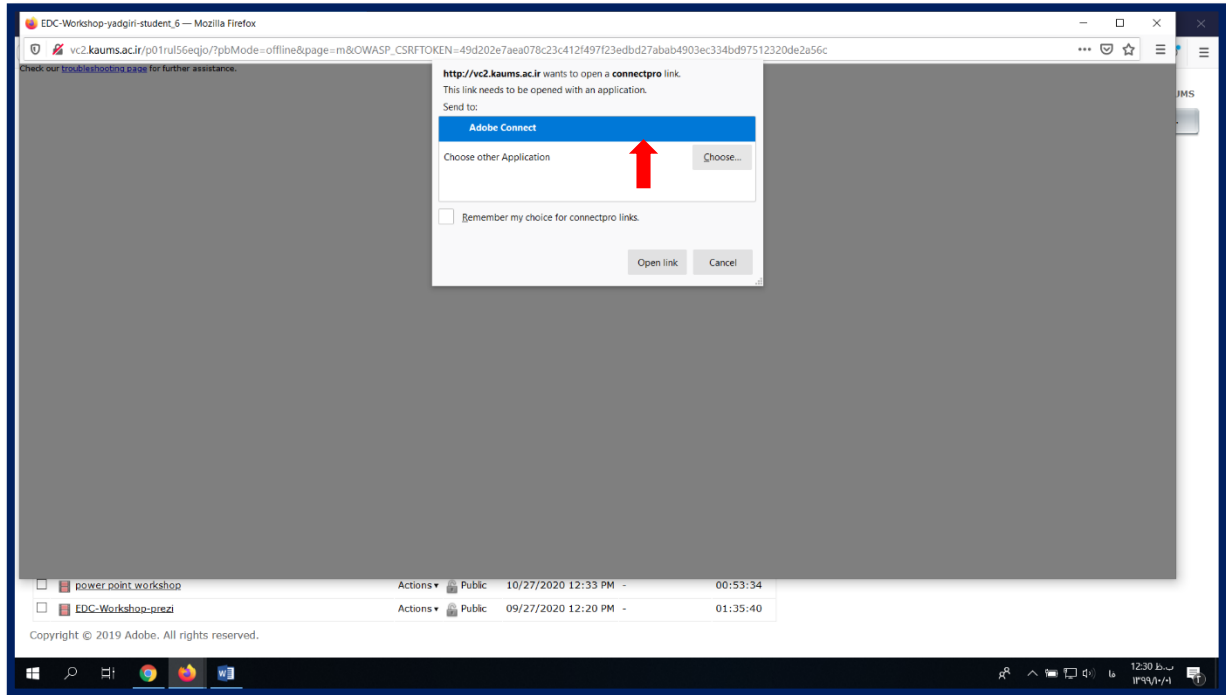 EDC-Workshop-yadgiri-student_6 — Mozilla Firefox
vc2.kaums.ac.ir/p01rul56eqjo/?pbMode=offline&page=m&OWASP_CSRFTOKEN=49d202e7aea078c23c412f497f23edbd27abab4903ec334bd97512320de2a56c
Check our troubleshooting page for further assistance.
http://vc2.kaums.ac.ir wants to open a connectpro link.
This link needs to be opened with an application.
Send to:
Adobe Connect
Choose other Application
Choose...
Remember my choice for connectpro links.
Open link Cancel
power point workshop Actions Public 10/27/2020 12:33 PM - 00:53:34
EDC-Workshop-prezi Actions Public 09/27/2020 12:20 PM - 01:35:40
Copyright © 2019 Adobe. All rights reserved.
فا
12:30 ب.ظ
۱۳۹۹/۱۰/۰۱